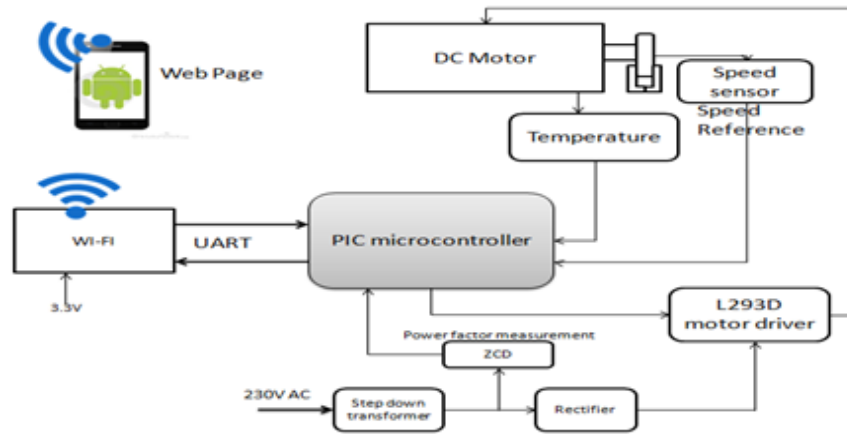 Web Page
DC Motor
Speed
sensor
Speed
Reference
Temperature
WI-FI
UART
PIC microcontroller
3.3V
L293D
motor driver
Power factor measurement
ZCD
230V AC
Step down
transformer
Rectifier